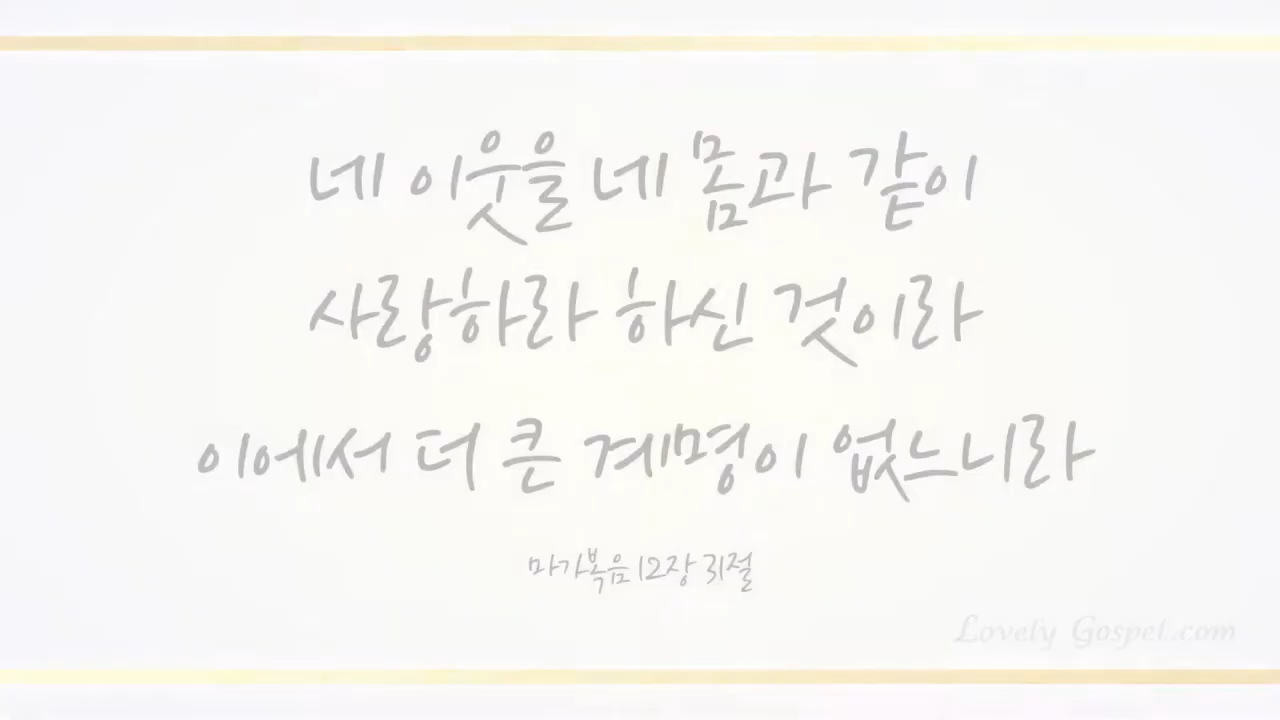 네 이웃을 네 몸과 같이
사랑하라 하신 것이라
이에서 더 큰 계명이 없느니라
마가복음 12장 31절
Lovely Gospel.com